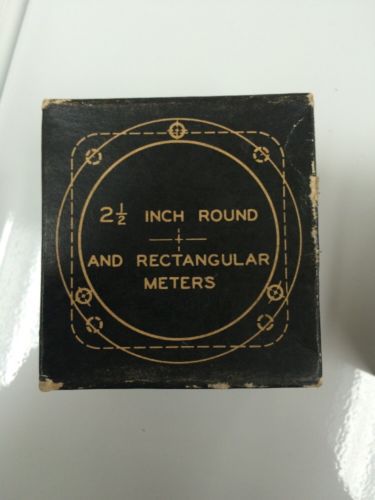 2½ INCH ROUND
AND RECTANGULAR
METERS